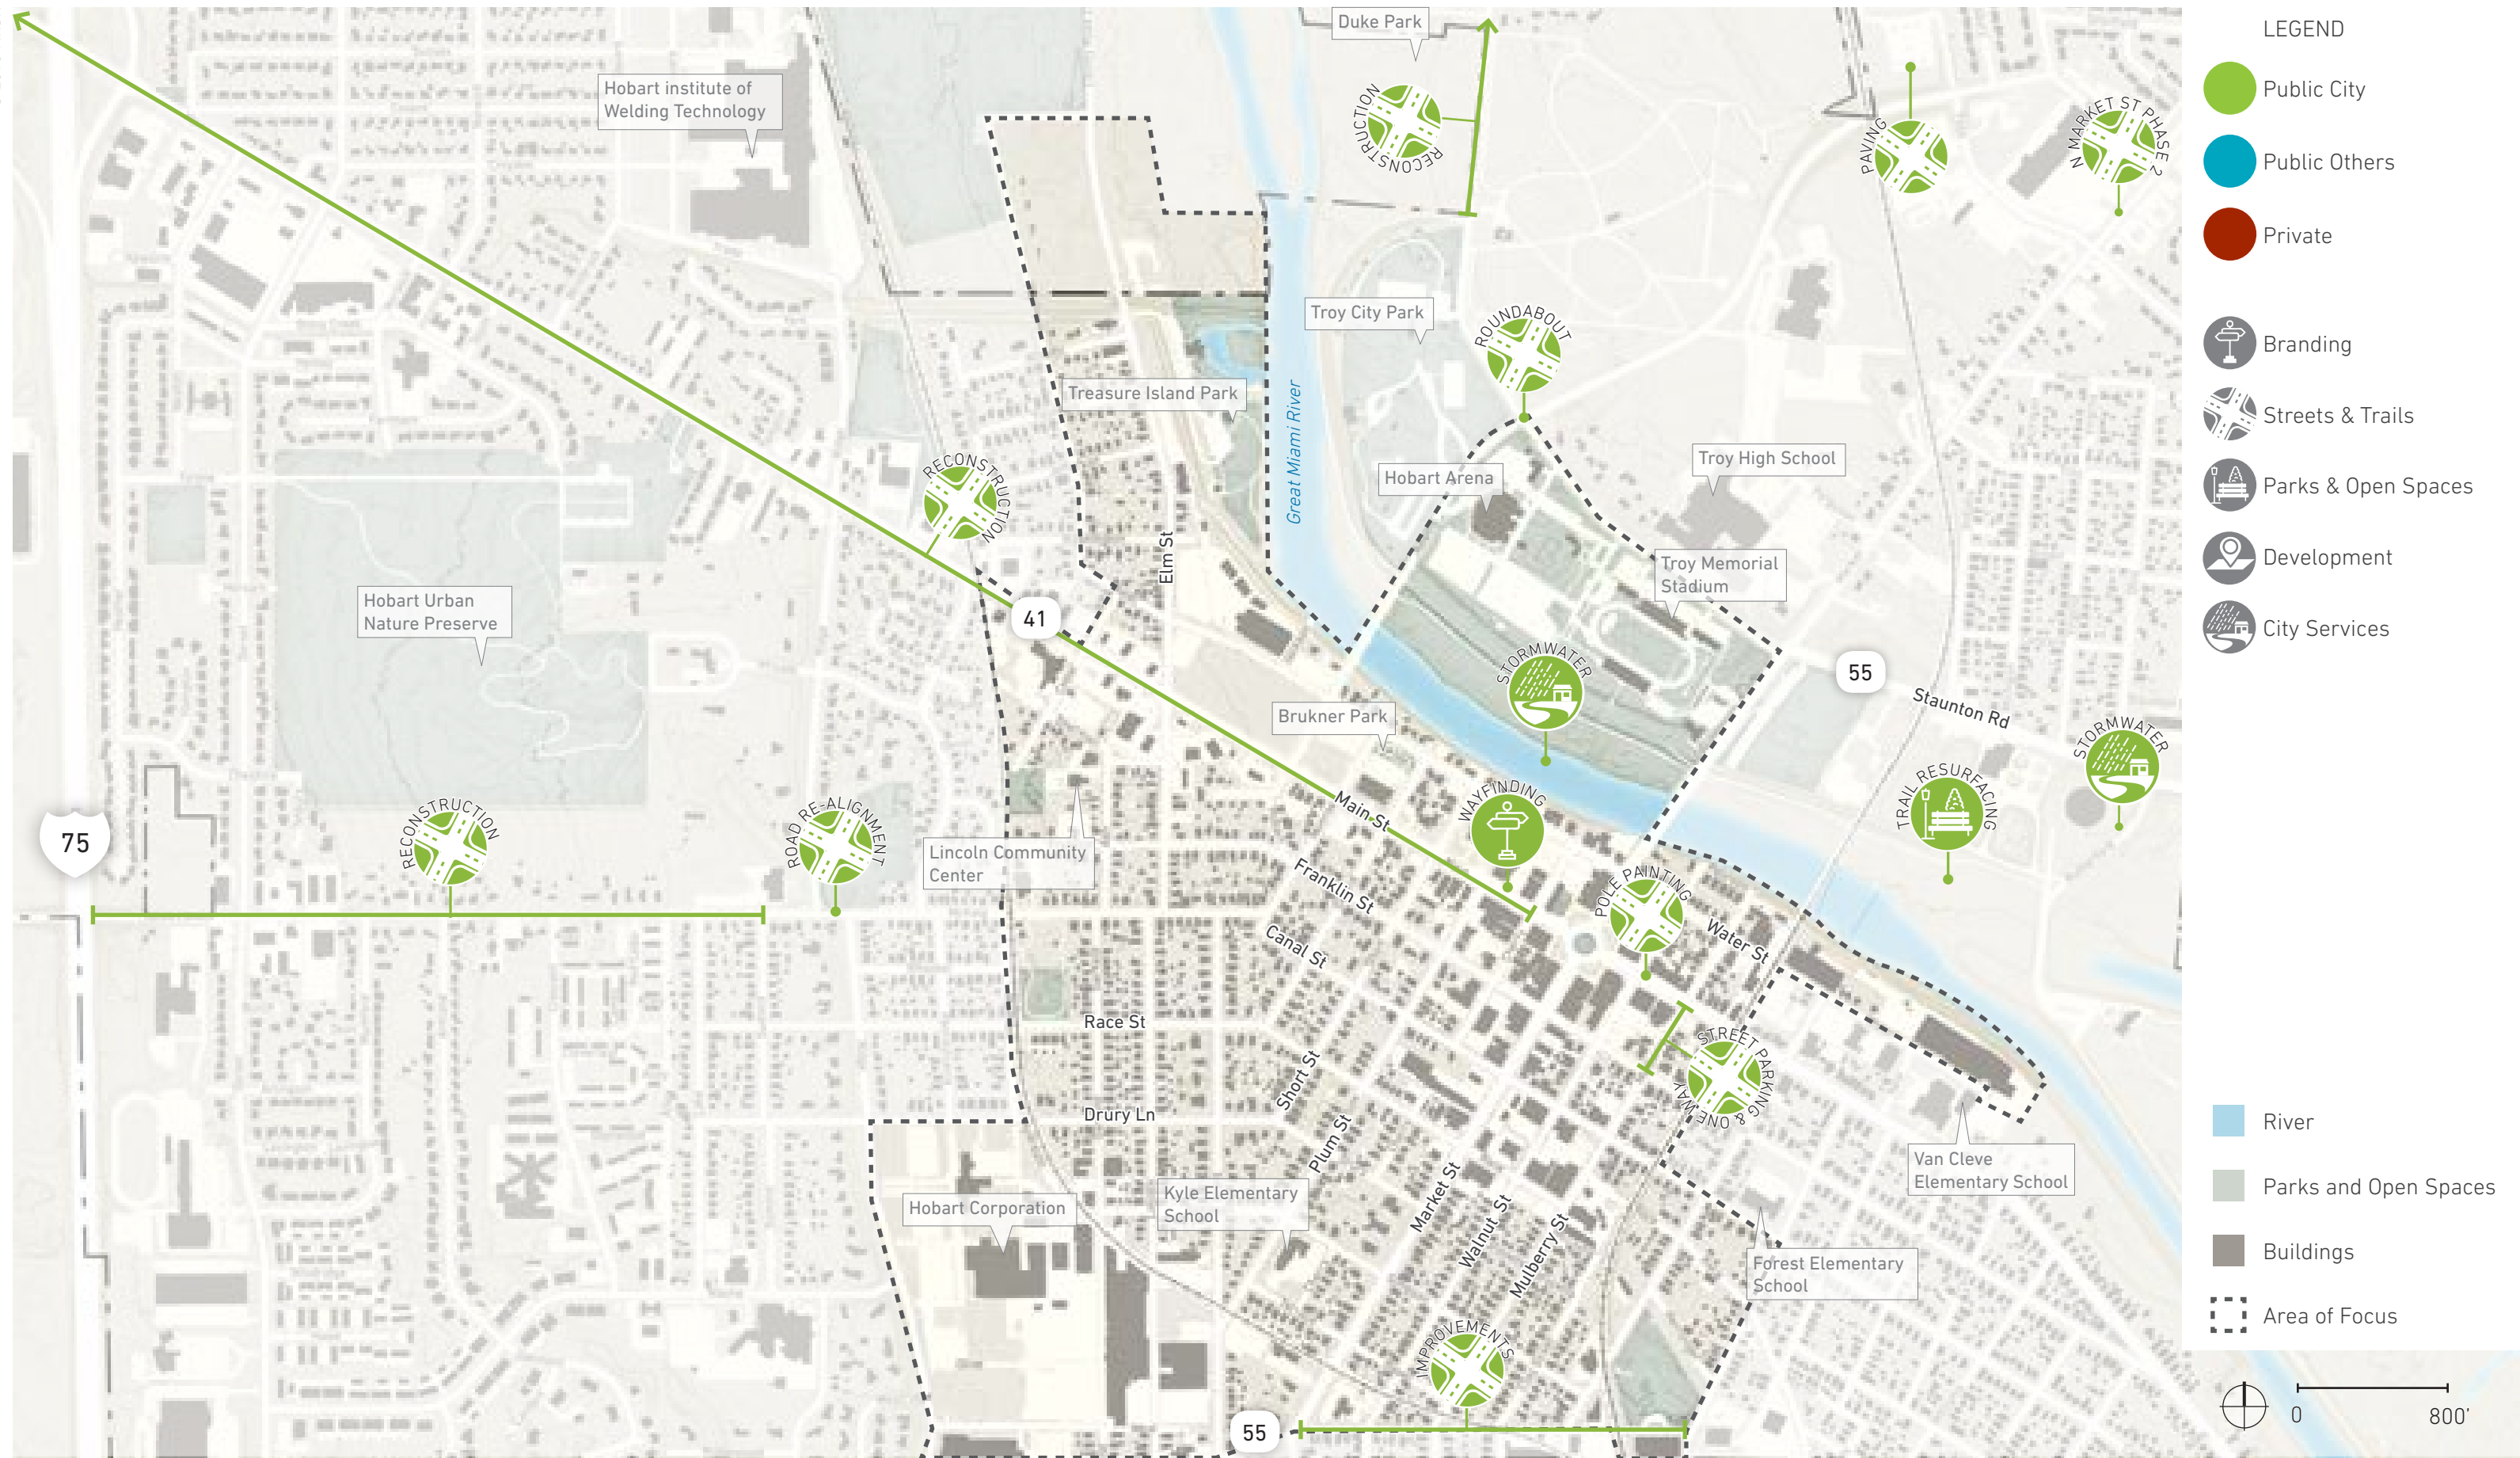 Duke Park
Hobart institute of
Welding Technology
RECONSTRUCTION
PAVING
N MARKET ST PHASE 2
Troy City Park
ROUNDABOUT
Treasure Island Park
Great Miami River
Hobart Arena
Troy High School
RECONSTRUCTION
Elm St
Troy Memorial
Stadium
Hobart Urban
Nature Preserve
41
STORMWATER
55
Staunton Rd
Brukner Park
STORMWATER
Main St
WAYFINDING
TRAIL RESURFACING
75
RECONSTRUCTION
ROAD RE-ALIGNMENT
Lincoln Community
Center
Franklin St
POLE PAINTING
Canal St
Water St
Race St
STREET PARKING
& ONE WAY
Short St
Drury Ln
Plum St
Van Cleve
Elementary School
Hobart Corporation
Kyle Elementary
School
Market St
Walnut St
Mulberry St
Forest Elementary
School
IMPROVEMENTS
55
LEGEND
Public City
Public Others
Private
Branding
Streets & Trails
Parks & Open Spaces
Development
City Services
River
Parks and Open Spaces
Buildings
Area of Focus
0
800'